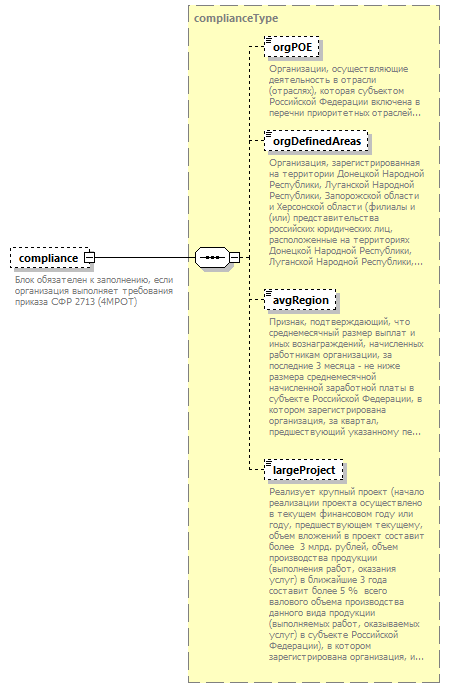 complianceType
orgPOE
Организации, осуществляющие
деятельность в отрасли
(отраслях), которая субъектом
Российской Федерации включена в
перечни приоритетных отраслей...
orgDefinedAreas
Организация, зарегистрированная
на территории Донецкой Народной
Республики, Луганской Народной
Республики, Запорожской области
и Херсонской области (филиалы и
(или) представительства
российских юридических лиц,
расположенные на территориях
Донецкой Народной Республики,
Луганской Народной Республики,...
compliance
Блок обязателен к заполнению, если
организация выполняет требования
приказа СФР 2713 (4МРОТ)
avgRegion
Признак, подтверждающий, что
среднемесячный размер выплат и
иных вознаграждений, начисленных
работникам организации, за
последние 3 месяца - не ниже
размера среднемесячной
начисленной заработной платы в
субъекте Российской Федерации, в
котором зарегистрирована
организация, за квартал,
предшествующий указанному пе...
largeProject
Реализует крупный проект (начало
реализации проекта осуществлено
в текущем финансовом году или
году, предшествующем текущему,
объем вложений в проект составит
более  3 млрд. рублей, объем
производства продукции
(выполнения работ, оказания
услуг) в ближайшие 3 года
составит более 5 %  всего
валового объема производства
данного вида продукции
(выполняемых работ, оказываемых
услуг) в субъекте Российской
Федерации), в котором
зарегистрирована организация, и...